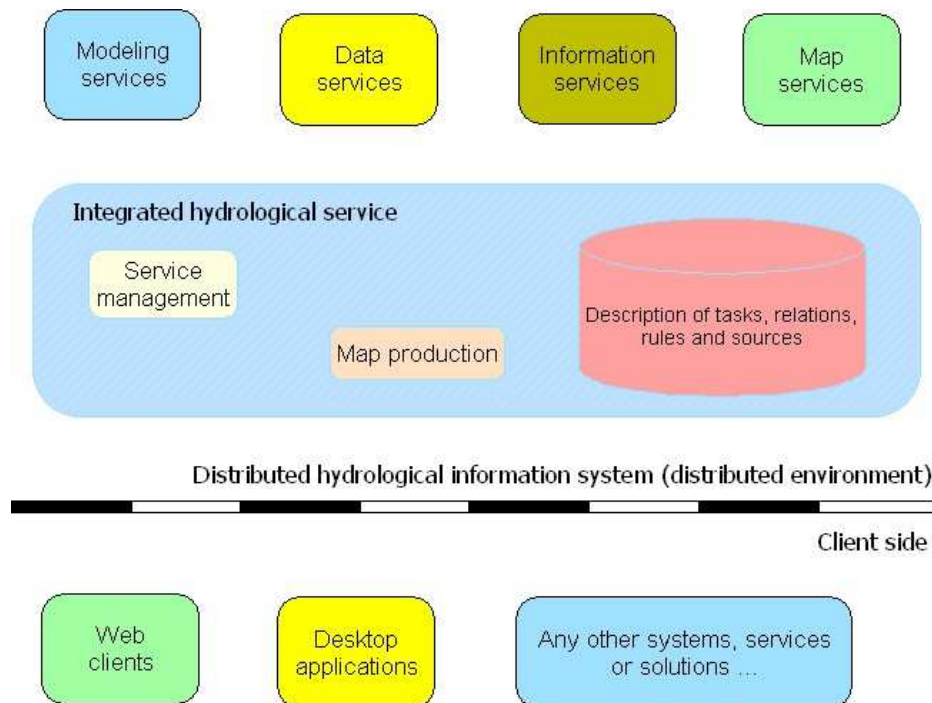 Modeling
services
Data
services
Information
services
Map
services
Integrated hydrological service
Service
management
Map production
Description of tasks, relations,
rules and sources
Distributed hydrological information system (distributed environment)
Client side
Web
clients
Desktop
applications
Any other systems, services
or solutions ...